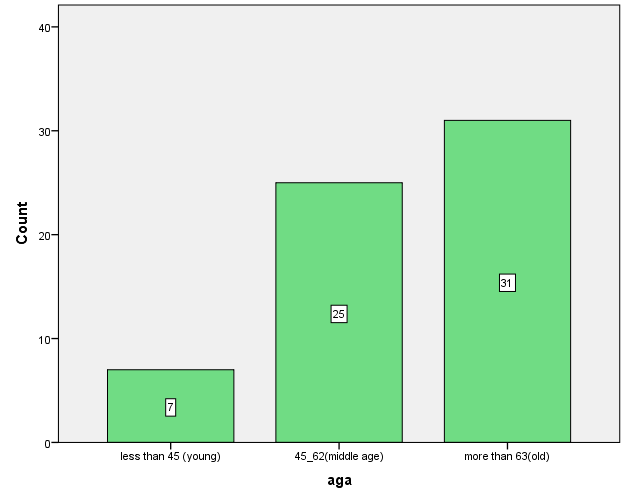 40
30
20
10
0
Count
7
25
31
less than 45 (young)
45_62(middle age)
more than 63(old)
aga